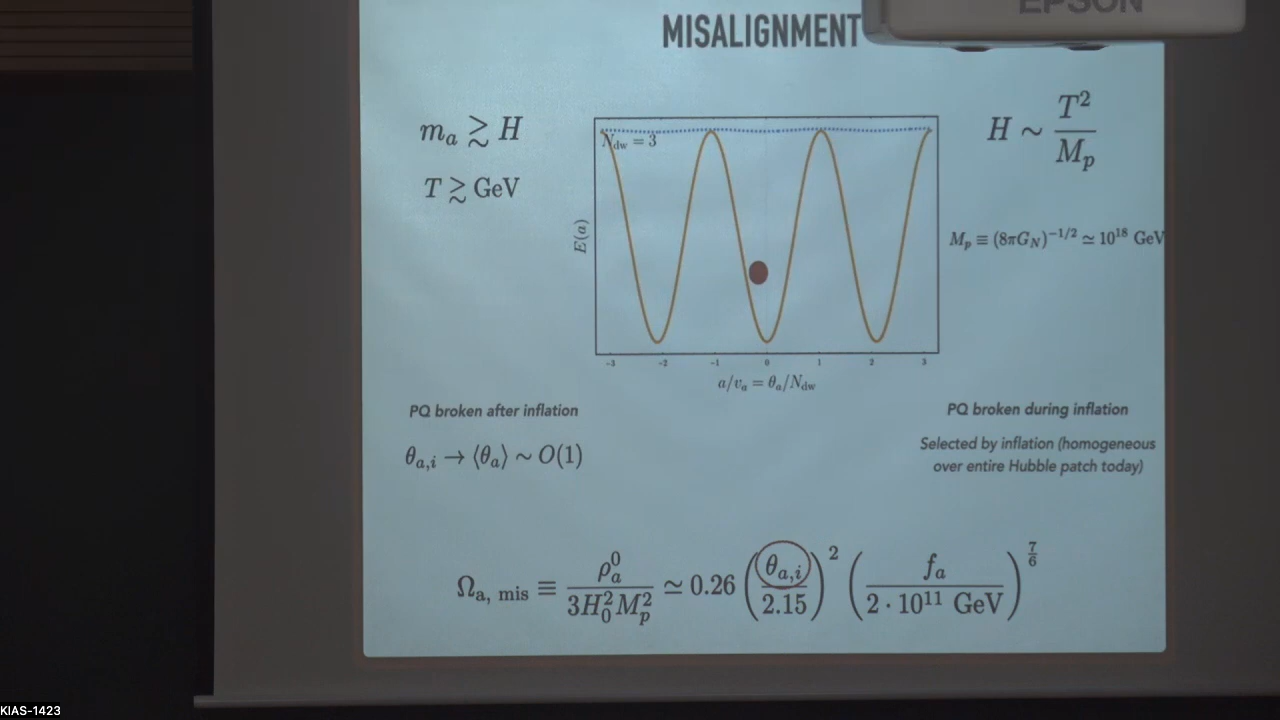 EPSON
MISALIGNMENT
m_a ≳ H
T ≳ GeV
N_dw = 3
E(a)
-3 -2 -1 0 1 2 3
a/v_a = θ_a/N_dw
H ∼ T²/M_p
M_p ≡ (8πG_N)^{-1/2} ≃ 10^{18} GeV
PQ broken after inflation
θ_{a,i} → ⟨θ_a⟩ ∼ O(1)
PQ broken during inflation
Selected by inflation (homogeneous
over entire Hubble patch today)
Ω_{a, mis} ≡ ρ_a^0/(3H_0^2 M_p^2) ≃ 0.26 (θ_{a,i}/2.15)^2 (f_a/(2 · 10^{11} GeV))^{7/6}
KIAS-1423